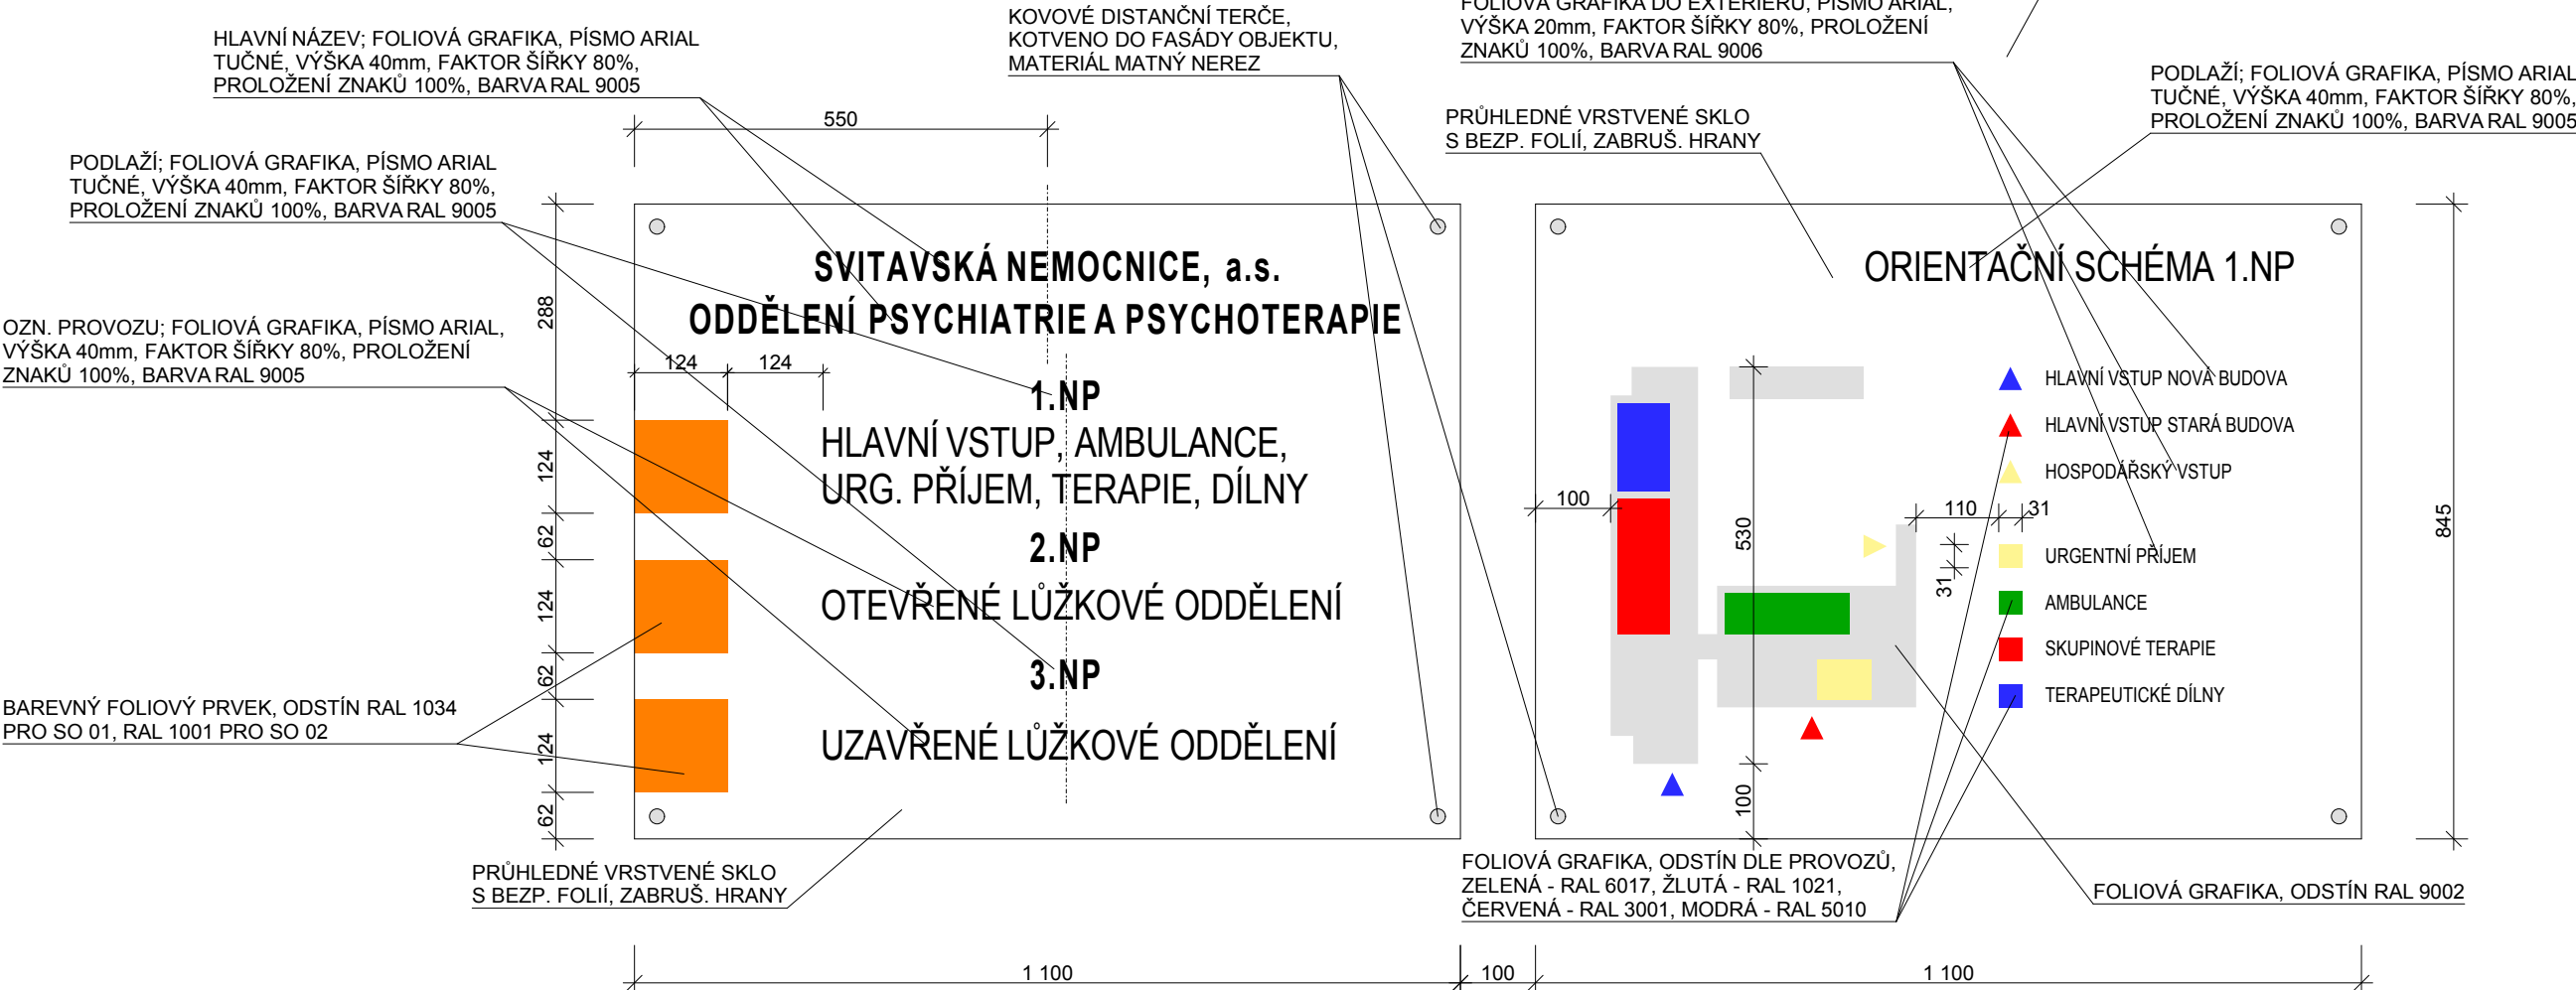 HLAVNÍ NÁZEV; FOLIOVÁ GRAFIKA, PÍSMO ARIAL
TUČNÉ, VÝŠKA 40mm, FAKTOR ŠÍŘKY 80%,
PROLOŽENÍ ZNAKŮ 100%, BARVA RAL 9005
KOVOVÉ DISTANČNÍ TERČE,
KOTVENO DO FASÁDY OBJEKTU,
MATERIÁL MATNÝ NEREZ
FOLIOVÁ GRAFIKA DO EXTERIÉRU, PÍSMO ARIAL,
VÝŠKA 20mm, FAKTOR ŠÍŘKY 80%, PROLOŽENÍ
ZNAKŮ 100%, BARVA RAL 9006
PODLAŽÍ; FOLIOVÁ GRAFIKA, PÍSMO ARIAL
TUČNÉ, VÝŠKA 40mm, FAKTOR ŠÍŘKY 80%,
PROLOŽENÍ ZNAKŮ 100%, BARVA RAL 9005
PRŮHLEDNÉ VRSTVENÉ SKLO
S BEZP. FOLIÍ, ZABRUŠ. HRANY
PODLAŽÍ; FOLIOVÁ GRAFIKA, PÍSMO ARIAL
TUČNÉ, VÝŠKA 40mm, FAKTOR ŠÍŘKY 80%,
PROLOŽENÍ ZNAKŮ 100%, BARVA RAL 9005
OZN. PROVOZU; FOLIOVÁ GRAFIKA, PÍSMO ARIAL,
VÝŠKA 40mm, FAKTOR ŠÍŘKY 80%, PROLOŽENÍ
ZNAKŮ 100%, BARVA RAL 9005
BAREVNÝ FOLIOVÝ PRVEK, ODSTÍN RAL 1034
PRO SO 01, RAL 1001 PRO SO 02
550
288
124
62
124
62
124
62
124
124
SVITAVSKÁ NEMOCNICE, a.s.
ODDĚLENÍ PSYCHIATRIE A PSYCHOTERAPIE
1.NP
HLAVNÍ VSTUP, AMBULANCE,
URG. PŘÍJEM, TERAPIE, DÍLNY
2.NP
OTEVŘENÉ LŮŽKOVÉ ODDĚLENÍ
3.NP
UZAVŘENÉ LŮŽKOVÉ ODDĚLENÍ
PRŮHLEDNÉ VRSTVENÉ SKLO
S BEZP. FOLIÍ, ZABRUŠ. HRANY
ORIENTAČNÍ SCHÉMA 1.NP
HLAVNÍ VSTUP NOVÁ BUDOVA
HLAVNÍ VSTUP STARÁ BUDOVA
HOSPODÁŘSKÝ VSTUP
URGENTNÍ PŘÍJEM
AMBULANCE
SKUPINOVÉ TERAPIE
TERAPEUTICKÉ DÍLNY
100
530
110
31
31
100
845
FOLIOVÁ GRAFIKA, ODSTÍN DLE PROVOZŮ,
ZELENÁ - RAL 6017, ŽLUTÁ - RAL 1021,
ČERVENÁ - RAL 3001, MODRÁ - RAL 5010
FOLIOVÁ GRAFIKA, ODSTÍN RAL 9002
1 100
100
1 100